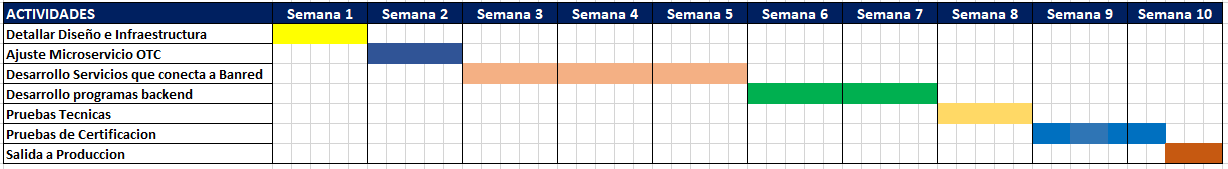 ACTIVIDADES Semana 1 Semana 2 Semana 3 Semana 4 Semana 5 Semana 6 Semana 7 Semana 8 Semana 9 Semana 10
Detallar Diseño e Infraestructura
Ajuste Microservicio OTC
Desarrollo Servicios que conecta a Banred
Desarrollo programas backend
Pruebas Tecnicas
Pruebas de Certificacion
Salida a Produccion